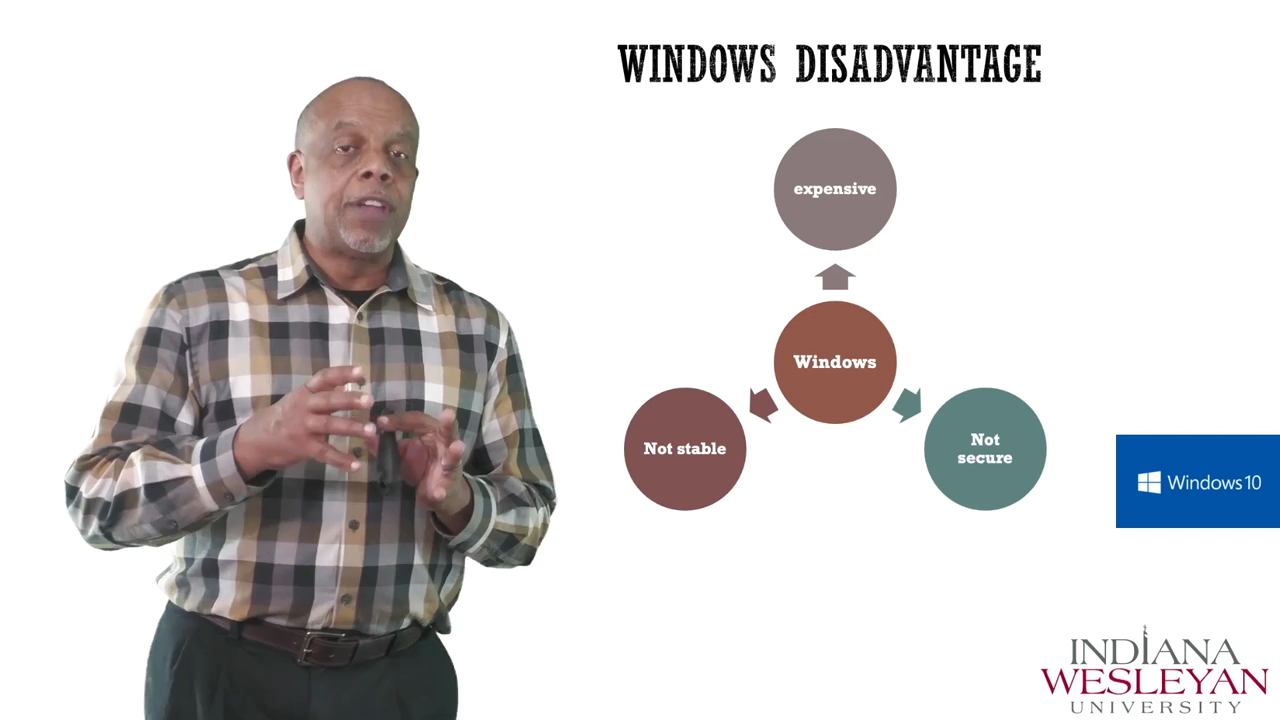 WINDOWS DISADVANTAGE
expensive
Windows
Not stable
Not
secure
Windows 10
INDIANA
WESLEYAN
UNIVERSITY